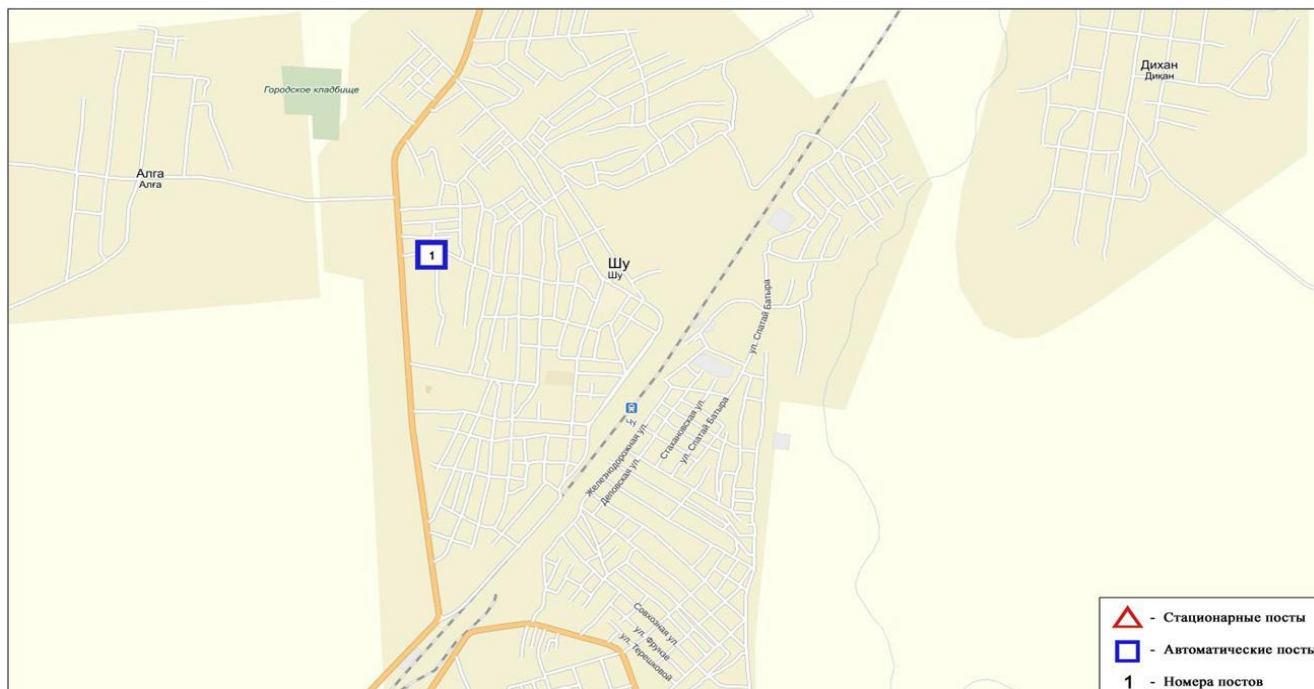 Городское кладбище
Дихан
Дикан
Алга
Алға
1
Шу
Шу
ул. Спатай Батыра
Стахановская ул.
ул. Спатай Батыра
Железнодорожная ул.
Деповская ул.
Совхозная ул.
ул. Фрунзе
ул. Терешковой
- Стационарные посты
- Автоматические посты
1 - Номера постов